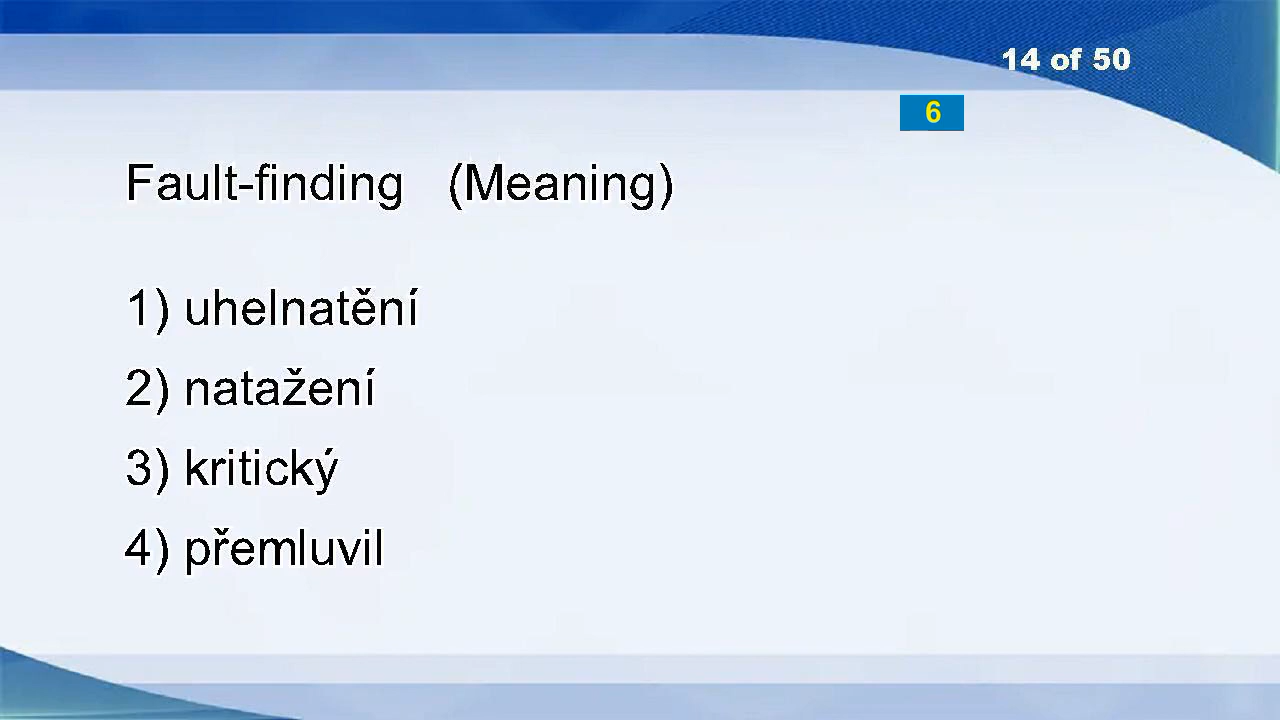 14 of 50
6
Fault-finding (Meaning)
1) uhelnatění
2) natažení
3) kritický
4) přemluvil